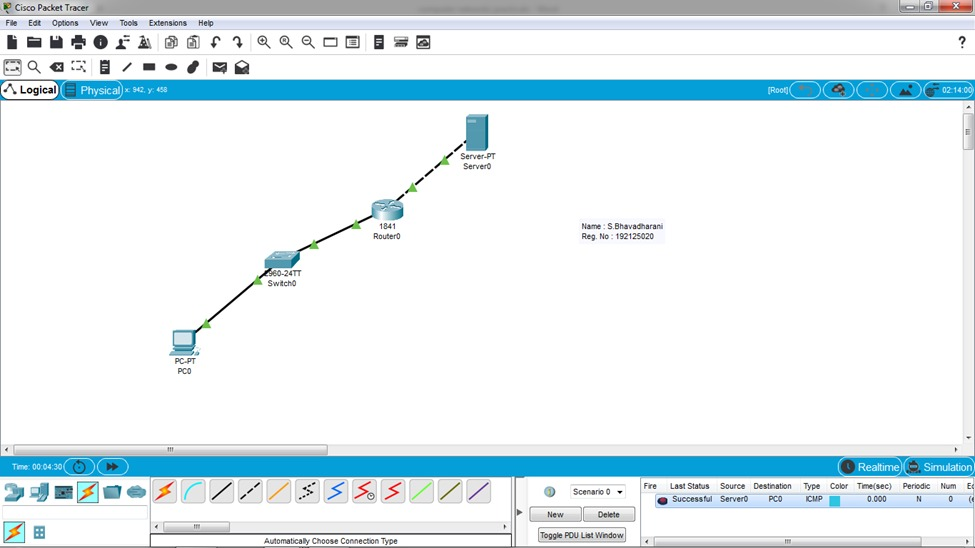 Cisco Packet Tracer
File Edit Options View Tools Extensions Help
Logical Physical x: 942, y: 458 [Root] 02:14:00
Server-PT
Server0
1841
Router0
Name : S.Bhavadharani
Reg. No : 192125020
2960-24TT
Switch0
PC-PT
PC0
Time: 00:04:30 Realtime Simulation
Scenario 0
New Delete
Toggle PDU List Window
Fire Last Status Source Destination Type Color Time(sec) Periodic Num
Successful Server0 PC0 ICMP 0.000 N 0
Automatically Choose Connection Type